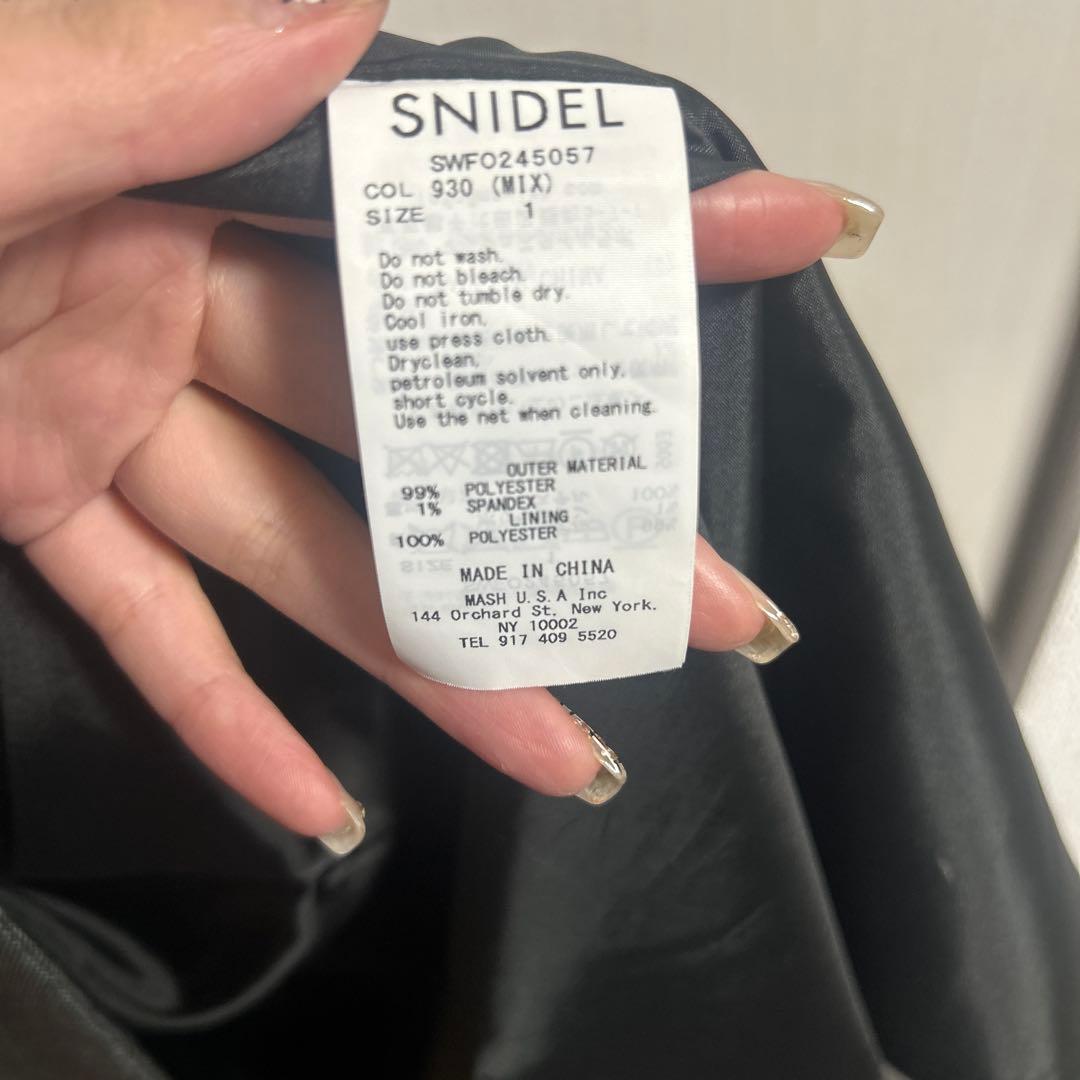 SNIDEL
SWFO245057
COL 930 (MIX)
SIZE 1
Do not wash.
Do not bleach.
Do not tumble dry.
Cool iron,
use press cloth.
Dryclean,
petroleum solvent only,
short cycle.
Use the net when cleaning.
OUTER MATERIAL
99% POLYESTER
1% SPANDEX
LINING
100% POLYESTER
MADE IN CHINA
MASH U.S.A Inc
144 Orchard St. New York.
NY 10002
TEL 917 409 5520